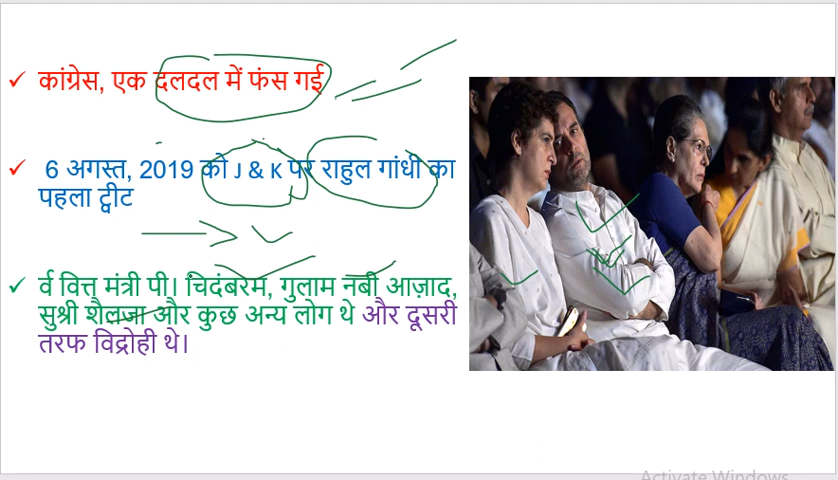 कांग्रेस, एक दलदल में फंस गई
6 अगस्त, 2019 को J & K पर राहुल गांधी का
पहला ट्वीट
र्व वित्त मंत्री पी। चिदंबरम, गुलाम नबी आज़ाद,
सुश्री शैलजा और कुछ अन्य लोग थे और दूसरी
तरफ विद्रोही थे।
Activate Windows